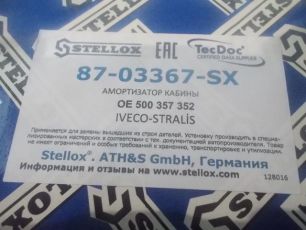 STELLOX
EAC TecDoc
CERTIFIED DATA SUPPLIER
87-03367-SX
АМОРТИЗАТОР КАБИНЫ
OE 500 357 352
IVECO-STRALIS
Применяется для замены вышедших из строя деталей. Установку производить в специа-
лизированных мастерских в соответствии с тех. документацией автопроизводителя. Товар
не имеет ограничений и особых требований к хранению, транспортировке и утилизации.
Stellox®. ATH&S GmbH, Германия
Информация и отзывы на www.stellox.com
128016